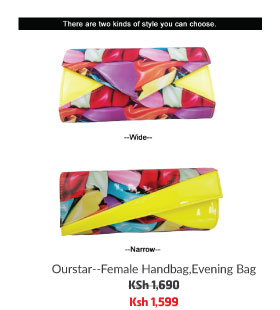 There are two kinds of style you can choose.
--Wide--
--Narrow--
Ourstar--Female Handbag,Evening Bag
KSh 1,690
Ksh 1,599